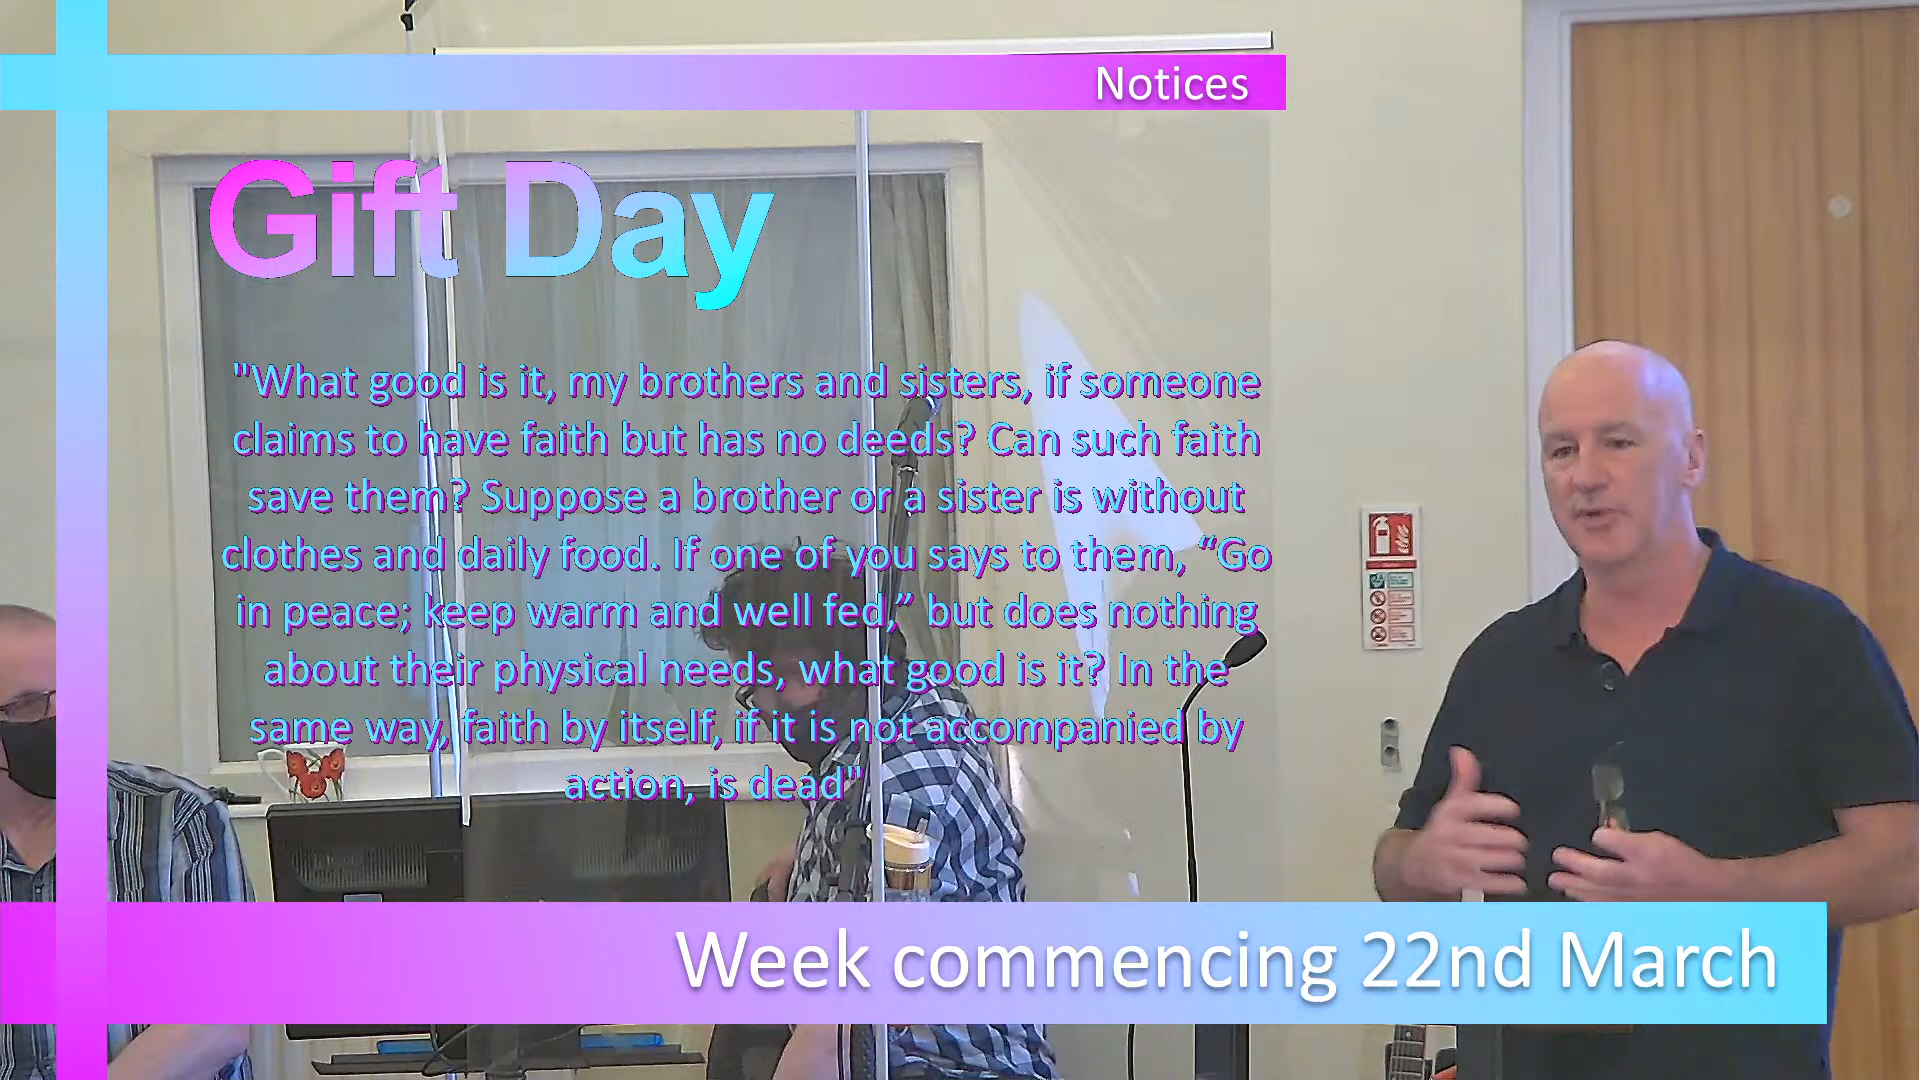 Notices
Gift Day
"What good is it, my brothers and sisters, if someone
claims to have faith but has no deeds? Can such faith
save them? Suppose a brother or a sister is without
clothes and daily food. If one of you says to them, “Go
in peace; keep warm and well fed,” but does nothing
about their physical needs, what good is it? In the
same way, faith by itself, if it is not accompanied by
action, is dead"
Week commencing 22nd March